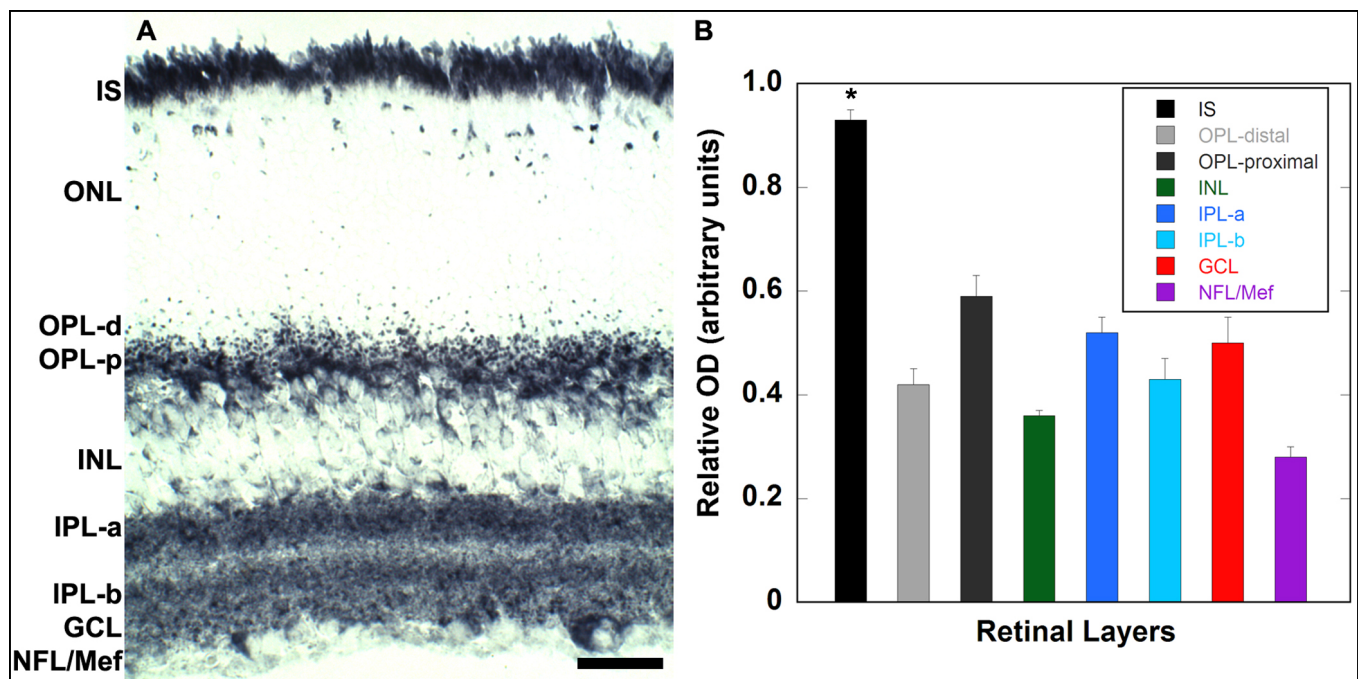 A
IS
ONL
OPL-d
OPL-p
INL
IPL-a
IPL-b
GCL
NFL/Mef
B
Relative OD (arbitrary units)
1.0
0.8
0.6
0.4
0.2
0
*
IS
OPL-distal
OPL-proximal
INL
IPL-a
IPL-b
GCL
NFL/Mef
Retinal Layers